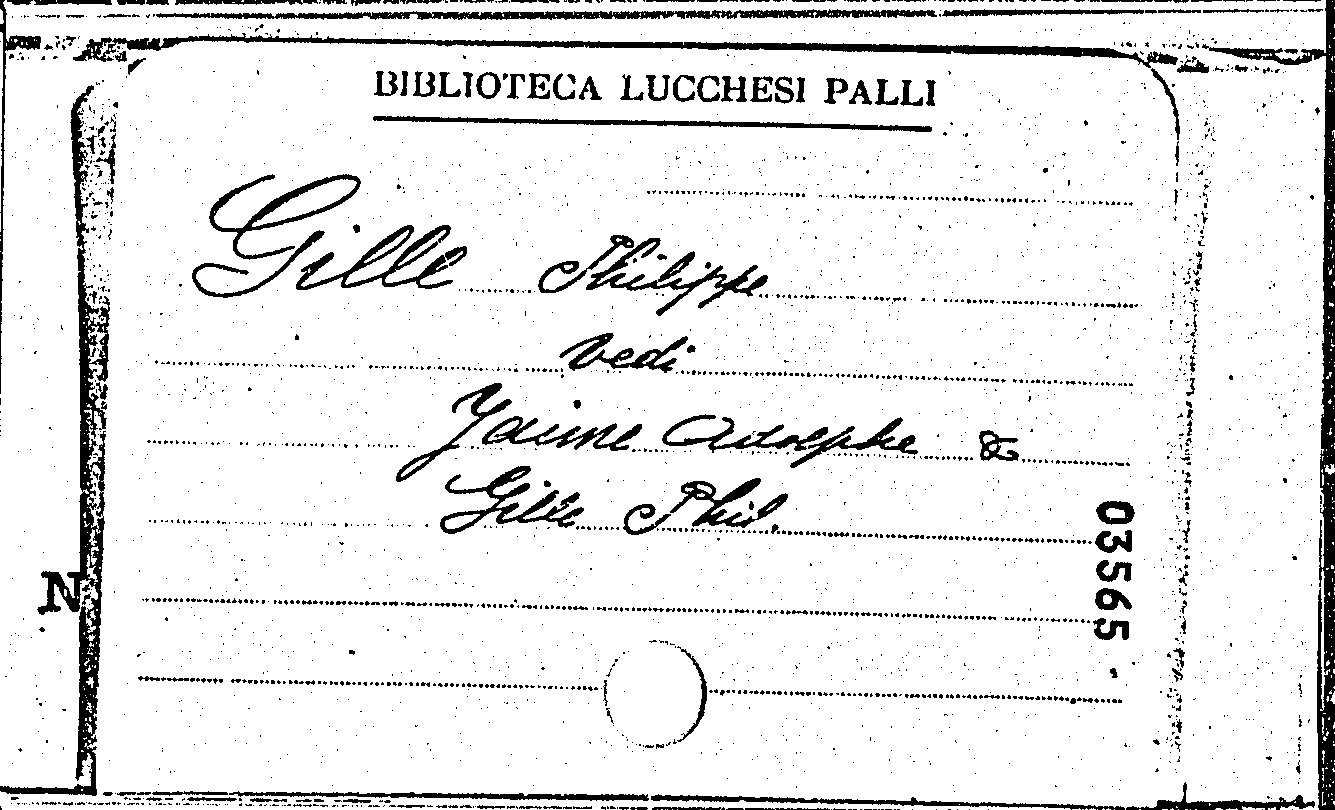 BIBLIOTECA LUCCHESI PALLI
Gille Philippe
vedi
Jaime Adolphe &
Gille Phil.
03565
N